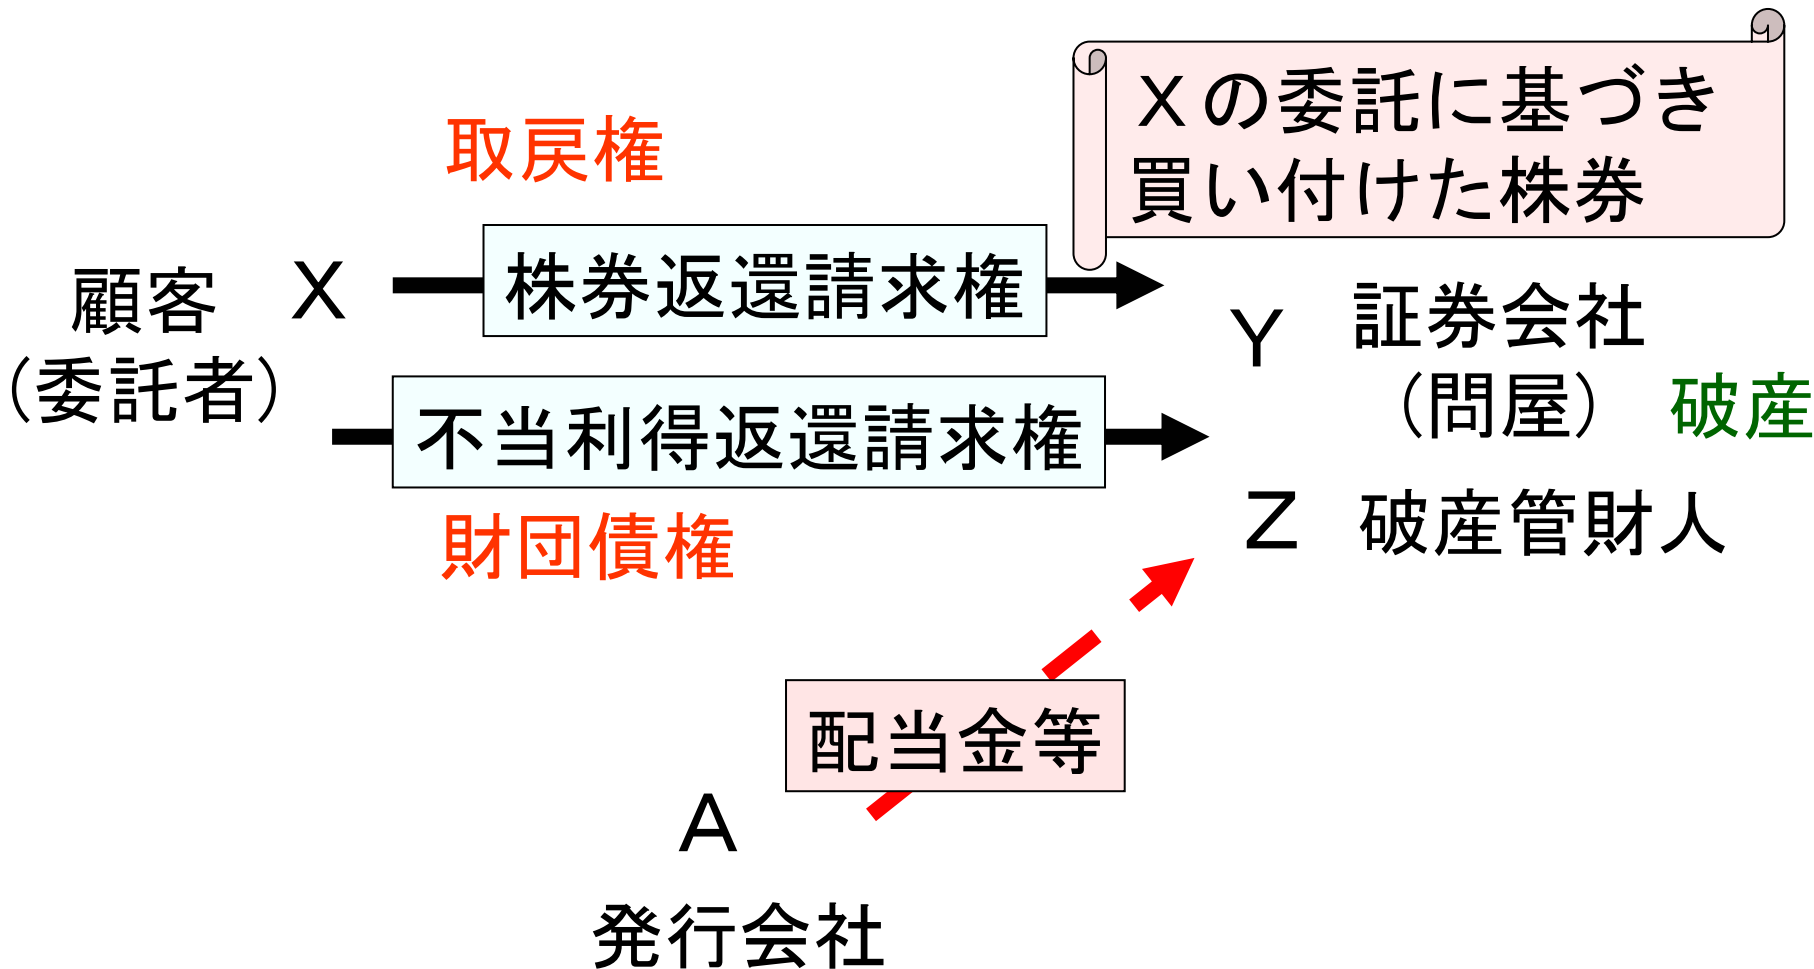 Xの委託に基づき
買い付けた株券
取戻権
株券返還請求権
顧客 X
(委託者)
Y 証券会社
(問屋) 破産
不当利得返還請求権
財団債権
Z 破産管財人
配当金等
A
発行会社